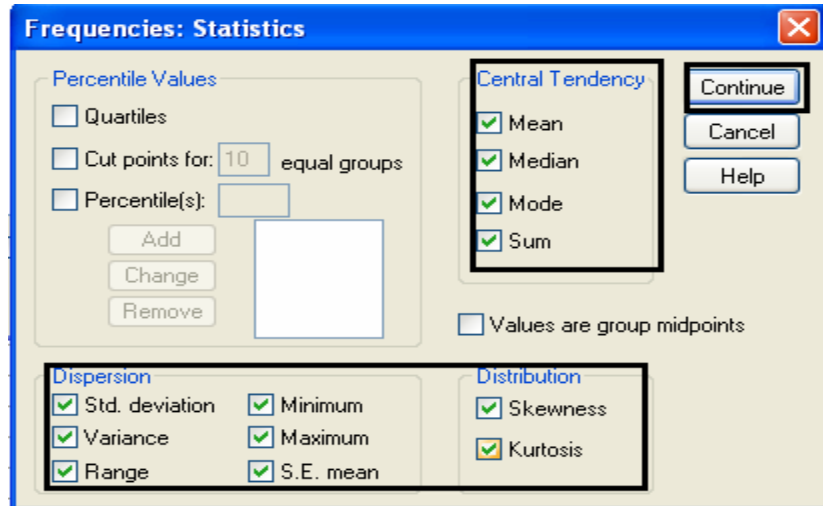 Frequencies: Statistics
Percentile Values
Quartiles
Cut points for: 10 equal groups
Percentile(s):
Add
Change
Remove
Central Tendency
Mean
Median
Mode
Sum
Continue
Cancel
Help
Values are group midpoints
Dispersion
Std. deviation Minimum
Variance Maximum
Range S.E. mean
Distribution
Skewness
Kurtosis